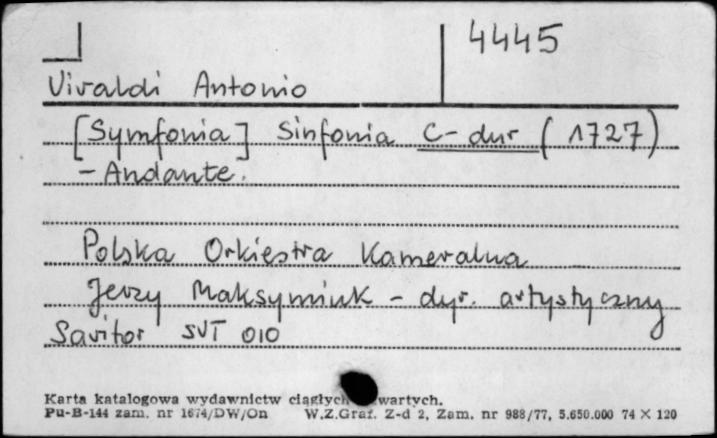 4445
Vivaldi Antonio
[Symfonia] Sinfonia C-dur (1727)
- Andante.
Polska Orkiestra Kameralna
Jerzy Maksymiuk - dyr. artystyczny
Savitor SVT 010
Karta katalogowa wydawnictw ciągłych wartych.
Pu-B-144 zam. nr 1674/DW/On W.Z.Graf. Z-d 2, Zam. nr 988/77, 5.650.000 74 X 120